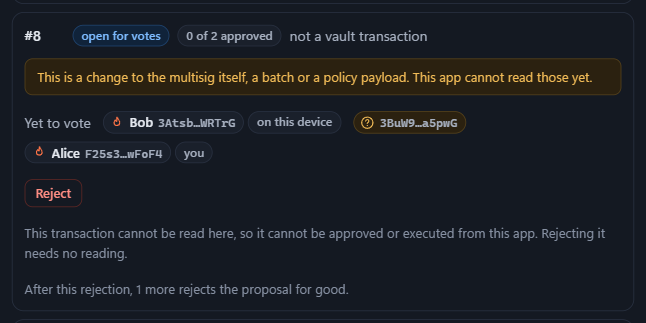 #8 open for votes 0 of 2 approved not a vault transaction
This is a change to the multisig itself, a batch or a policy payload. This app cannot read those yet.
Yet to vote Bob 3Atsb…WRTrG on this device 3BuW9…a5pwG
Alice F25s3…wFoF4 you
Reject
This transaction cannot be read here, so it cannot be approved or executed from this app. Rejecting it
needs no reading.
After this rejection, 1 more rejects the proposal for good.